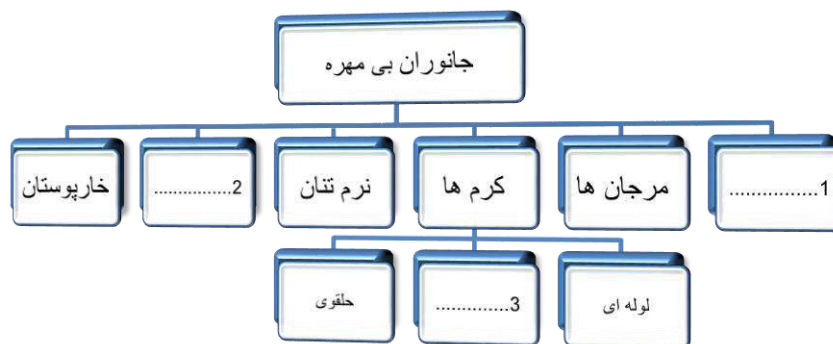 جانوران بی مهره
1................
مرجان ها
کرم ها
نرم تنان
2................
خارپوستان
لوله ای
3..............
حلقوی